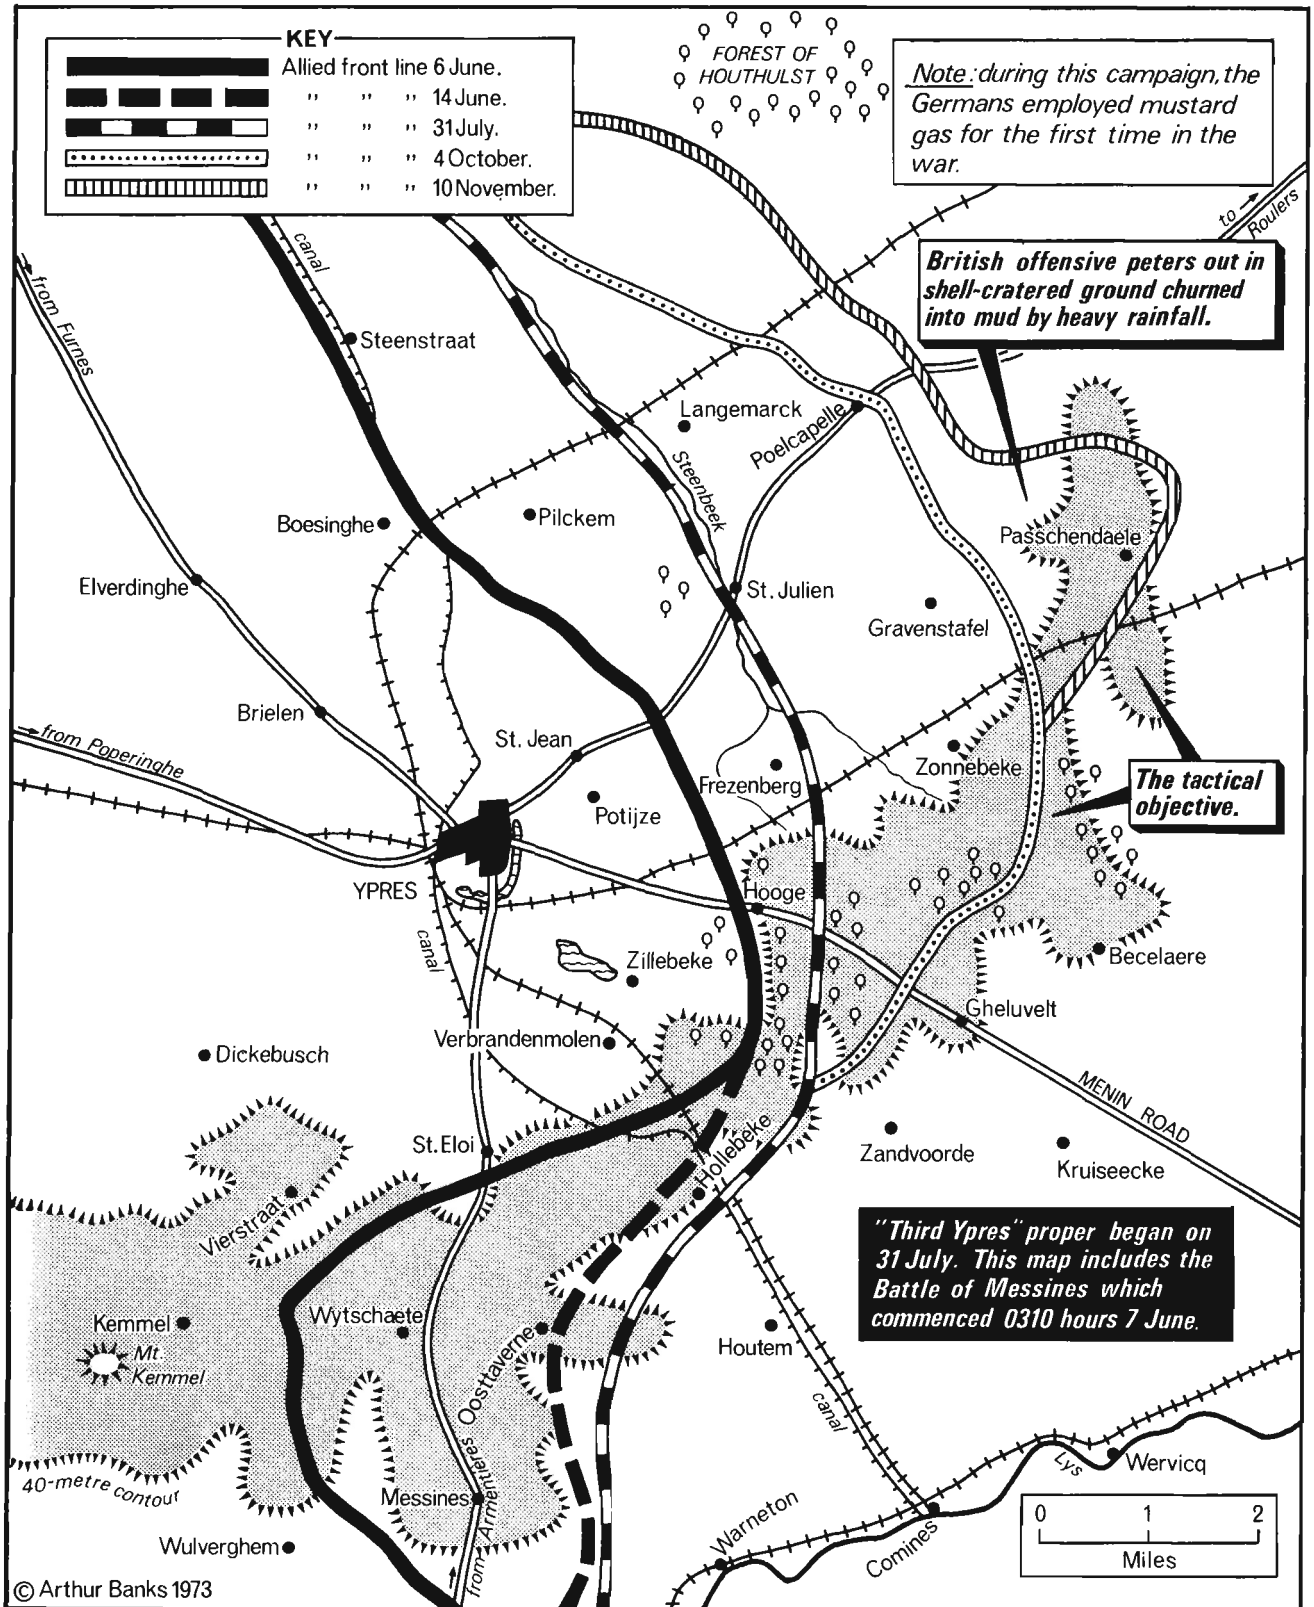 KEY
Allied front line 6 June.
" " " 14 June.
" " " 31 July.
" " " 4 October.
" " " 10 November.
FOREST OF
HOUTHULST
Note: during this campaign, the
Germans employed mustard
gas for the first time in the
war.
to
Roulers
British offensive peters out in
shell-cratered ground churned
into mud by heavy rainfall.
canal
from Furnes
Steenstraat
Langemarck
Poelcapelle
Steenbeek
Boesinghe
Pilckem
Passchendaele
Elverdinghe
St. Julien
Gravenstafel
Brielen
from Poperinghe
St. Jean
Frezenberg
Zonnebeke
The tactical
objective.
Potijze
YPRES
Hooge
canal
Zillebeke
Becelaere
Gheluvelt
Verbrandenmolen
Dickebusch
MENIN ROAD
St. Eloi
Hollebeke
Zandvoorde
Kruiseecke
Vierstraat
"Third Ypres" proper began on
31 July. This map includes the
Battle of Messines which
commenced 0310 hours 7 June.
Kemmel
Mt.
Kemmel
Wytschaete
Oosttaverne
Houtem
canal
40-metre contour
Messines
from Armentieres
Lys
Wervicq
Wulverghem
Warneton
Comines
0 1 2
Miles
© Arthur Banks 1973